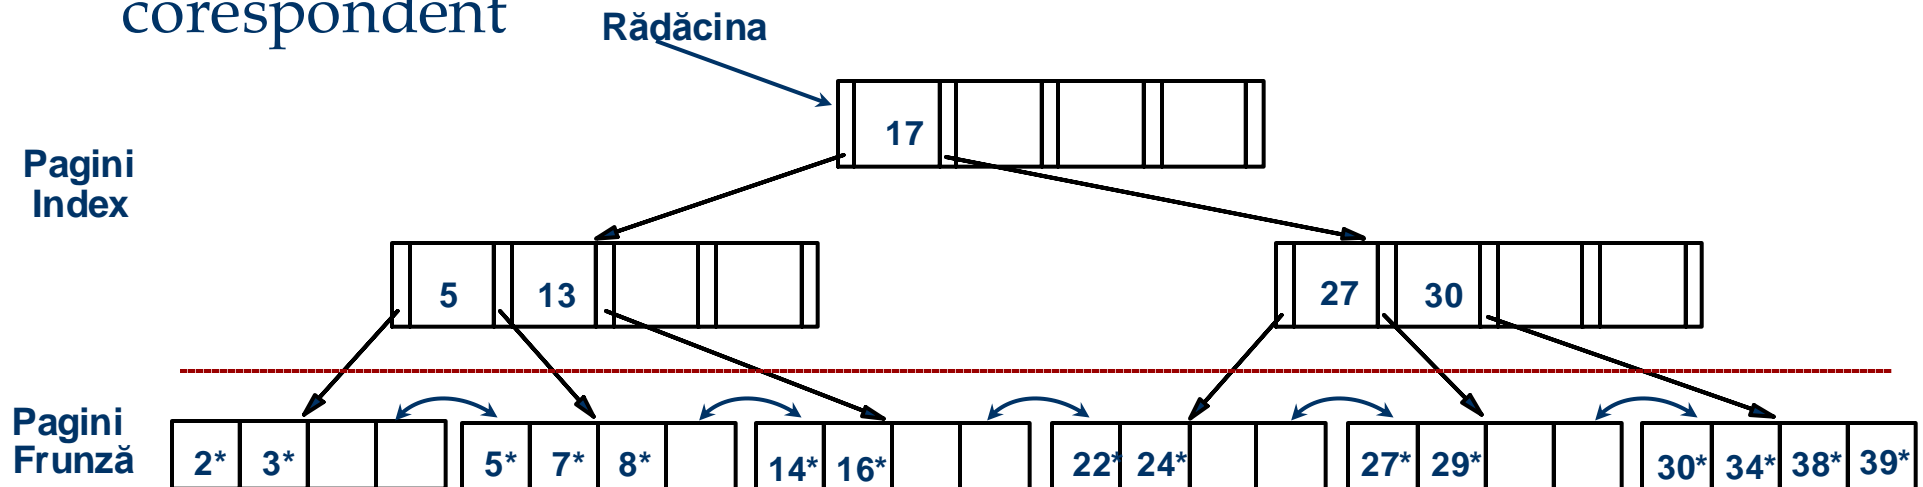 corespondent
Rădăcina
17
Pagini
Index
5 13
27 30
Pagini
Frunză
2* 3*
5* 7* 8*
14* 16*
22* 24*
27* 29*
30* 34* 38* 39*